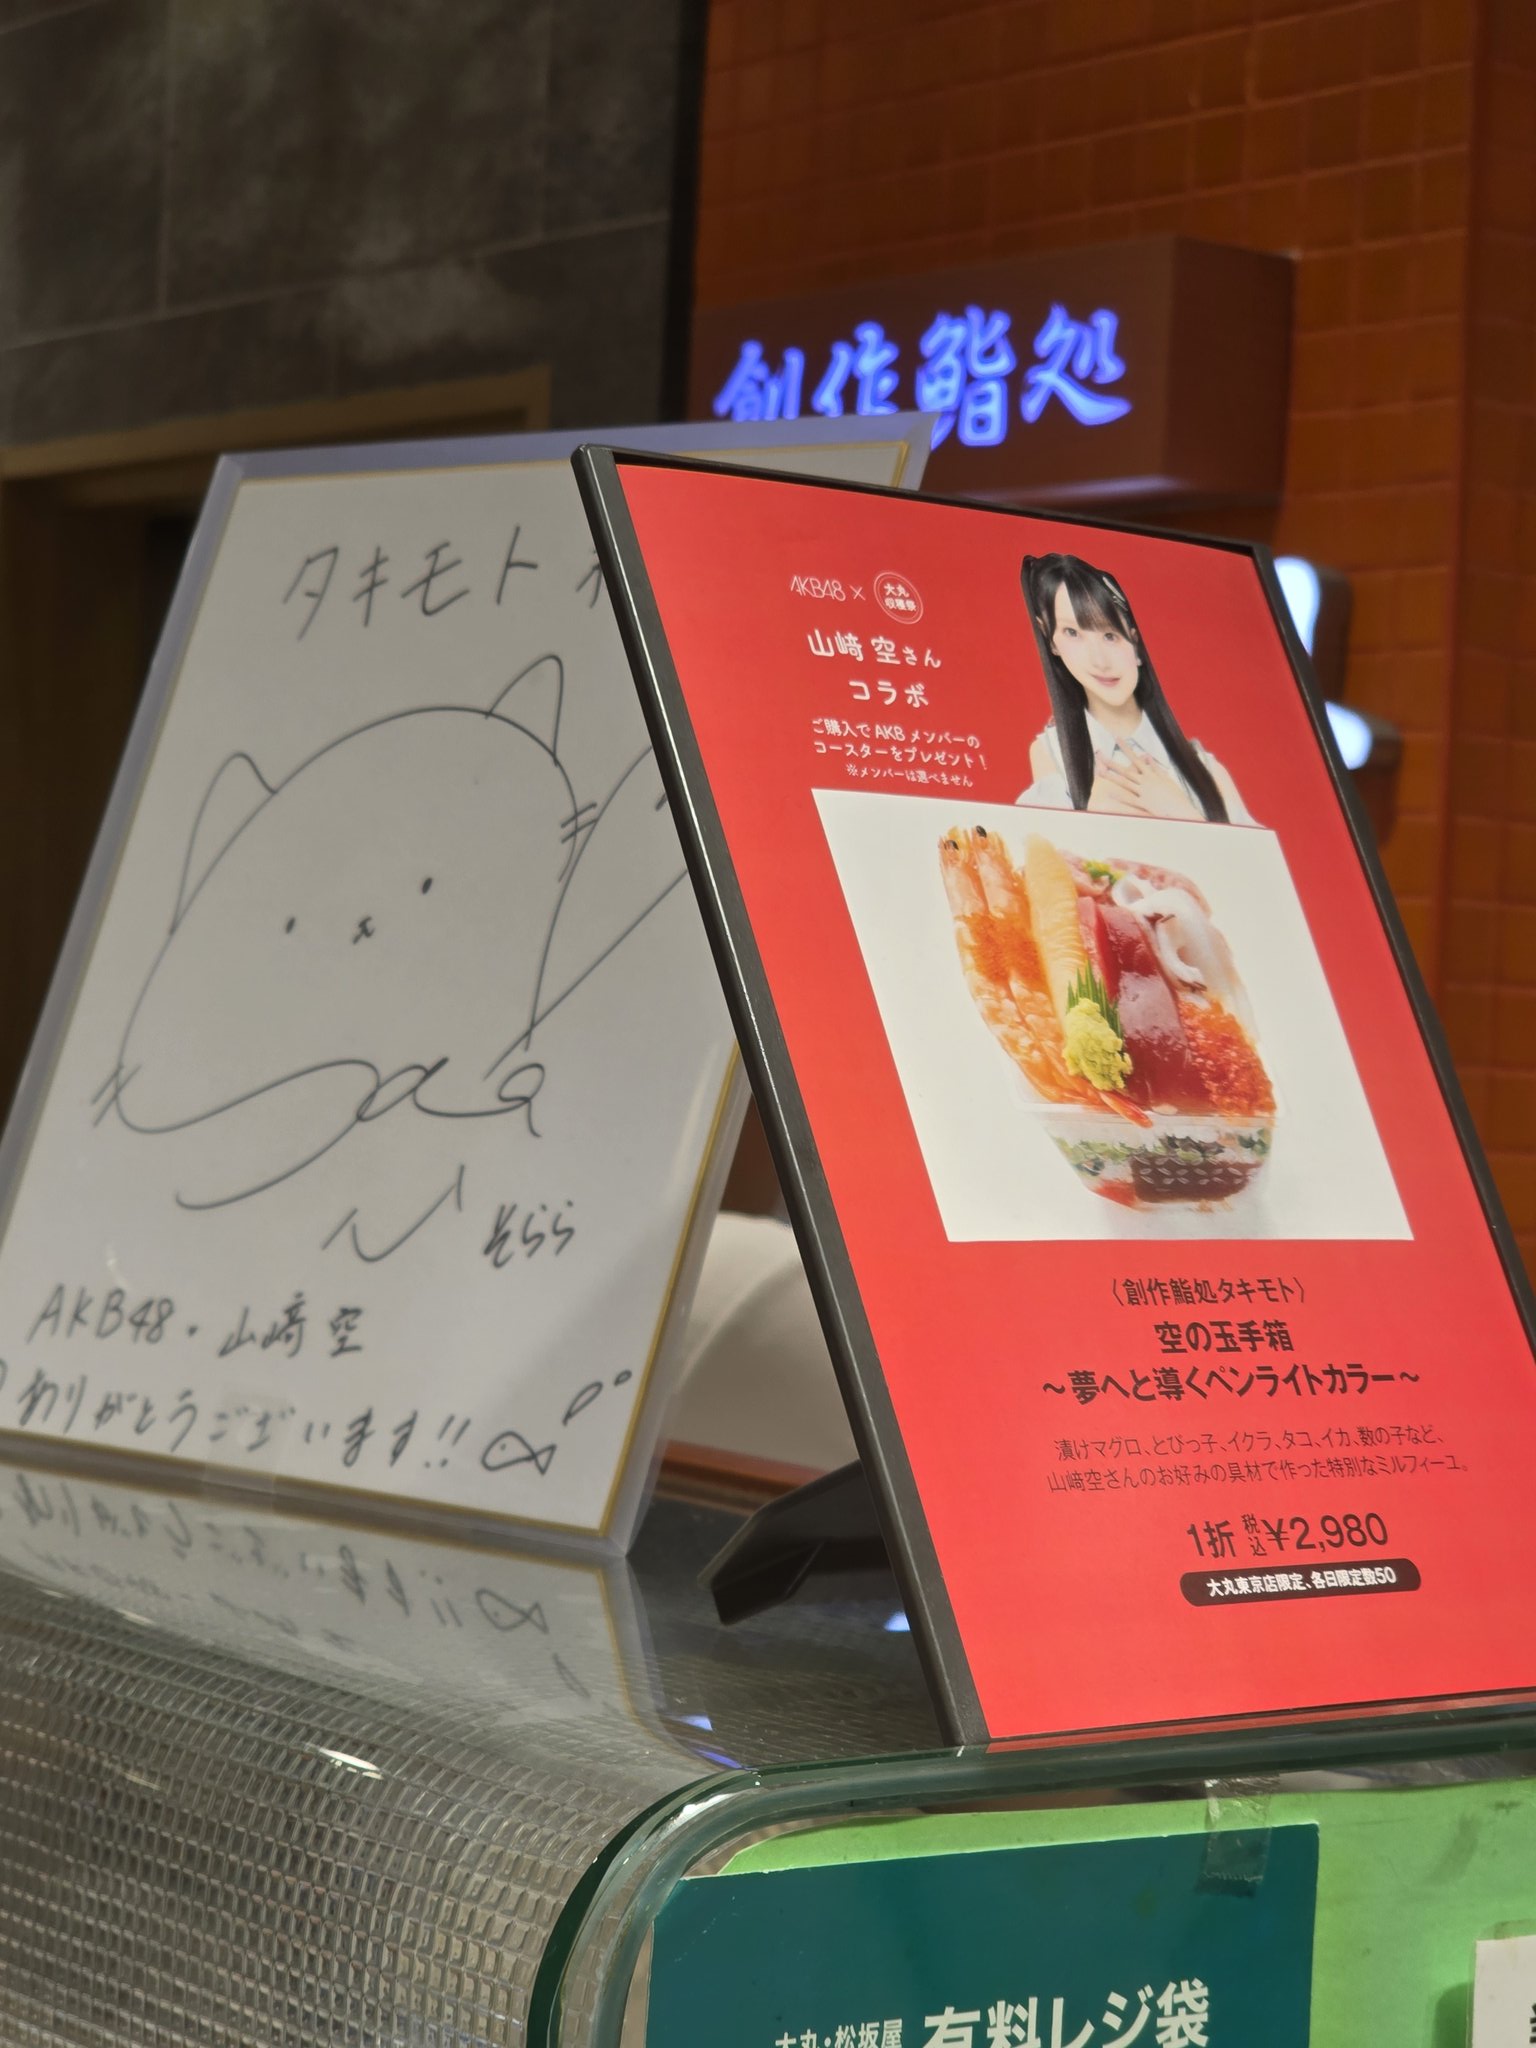 創作鮨処
タキモト
そらら
AKB48・山﨑空
ありがとうございます!!
AKB48×
大丸
収穫祭
山﨑 空さん
コラボ
ご購入でAKBメンバーの
コースターをプレゼント!
※メンバーは選べません
〈創作鮨処タキモト〉
空の玉手箱
~夢へと導くペンライトカラー~
漬けマグロ、とびっ子、イクラ、タコ、イカ、数の子など、
山﨑空さんのお好みの具材で作った特別なミルフィーユ。
1折 税込 ¥2,980
大丸東京店限定、各日限定数50
大丸・松坂屋 有料レジ袋